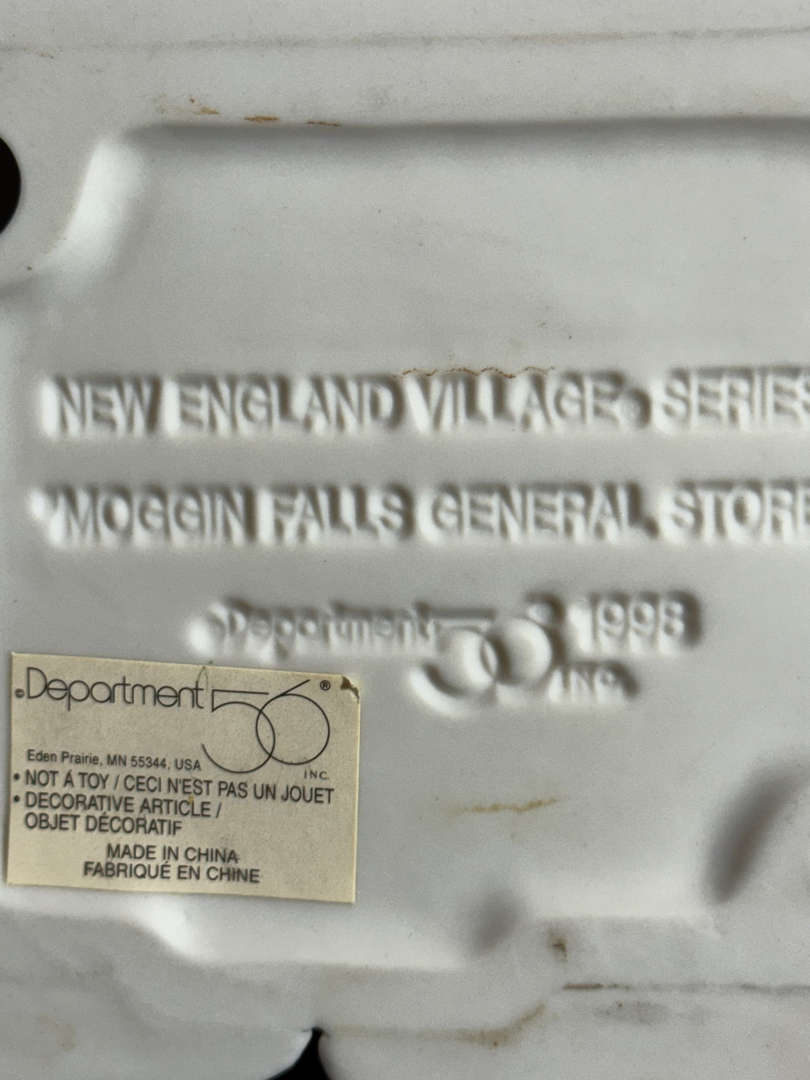 NEW ENGLAND VILLAGE® SERIES
"MOGGIN FALLS GENERAL STORE
Department 56 ® 1998
INC.
©Department 56 ®
INC.
Eden Prairie, MN 55344, USA
• NOT A TOY / CECI N'EST PAS UN JOUET
• DECORATIVE ARTICLE /
OBJET DÉCORATIF
MADE IN CHINA
FABRIQUÉ EN CHINE